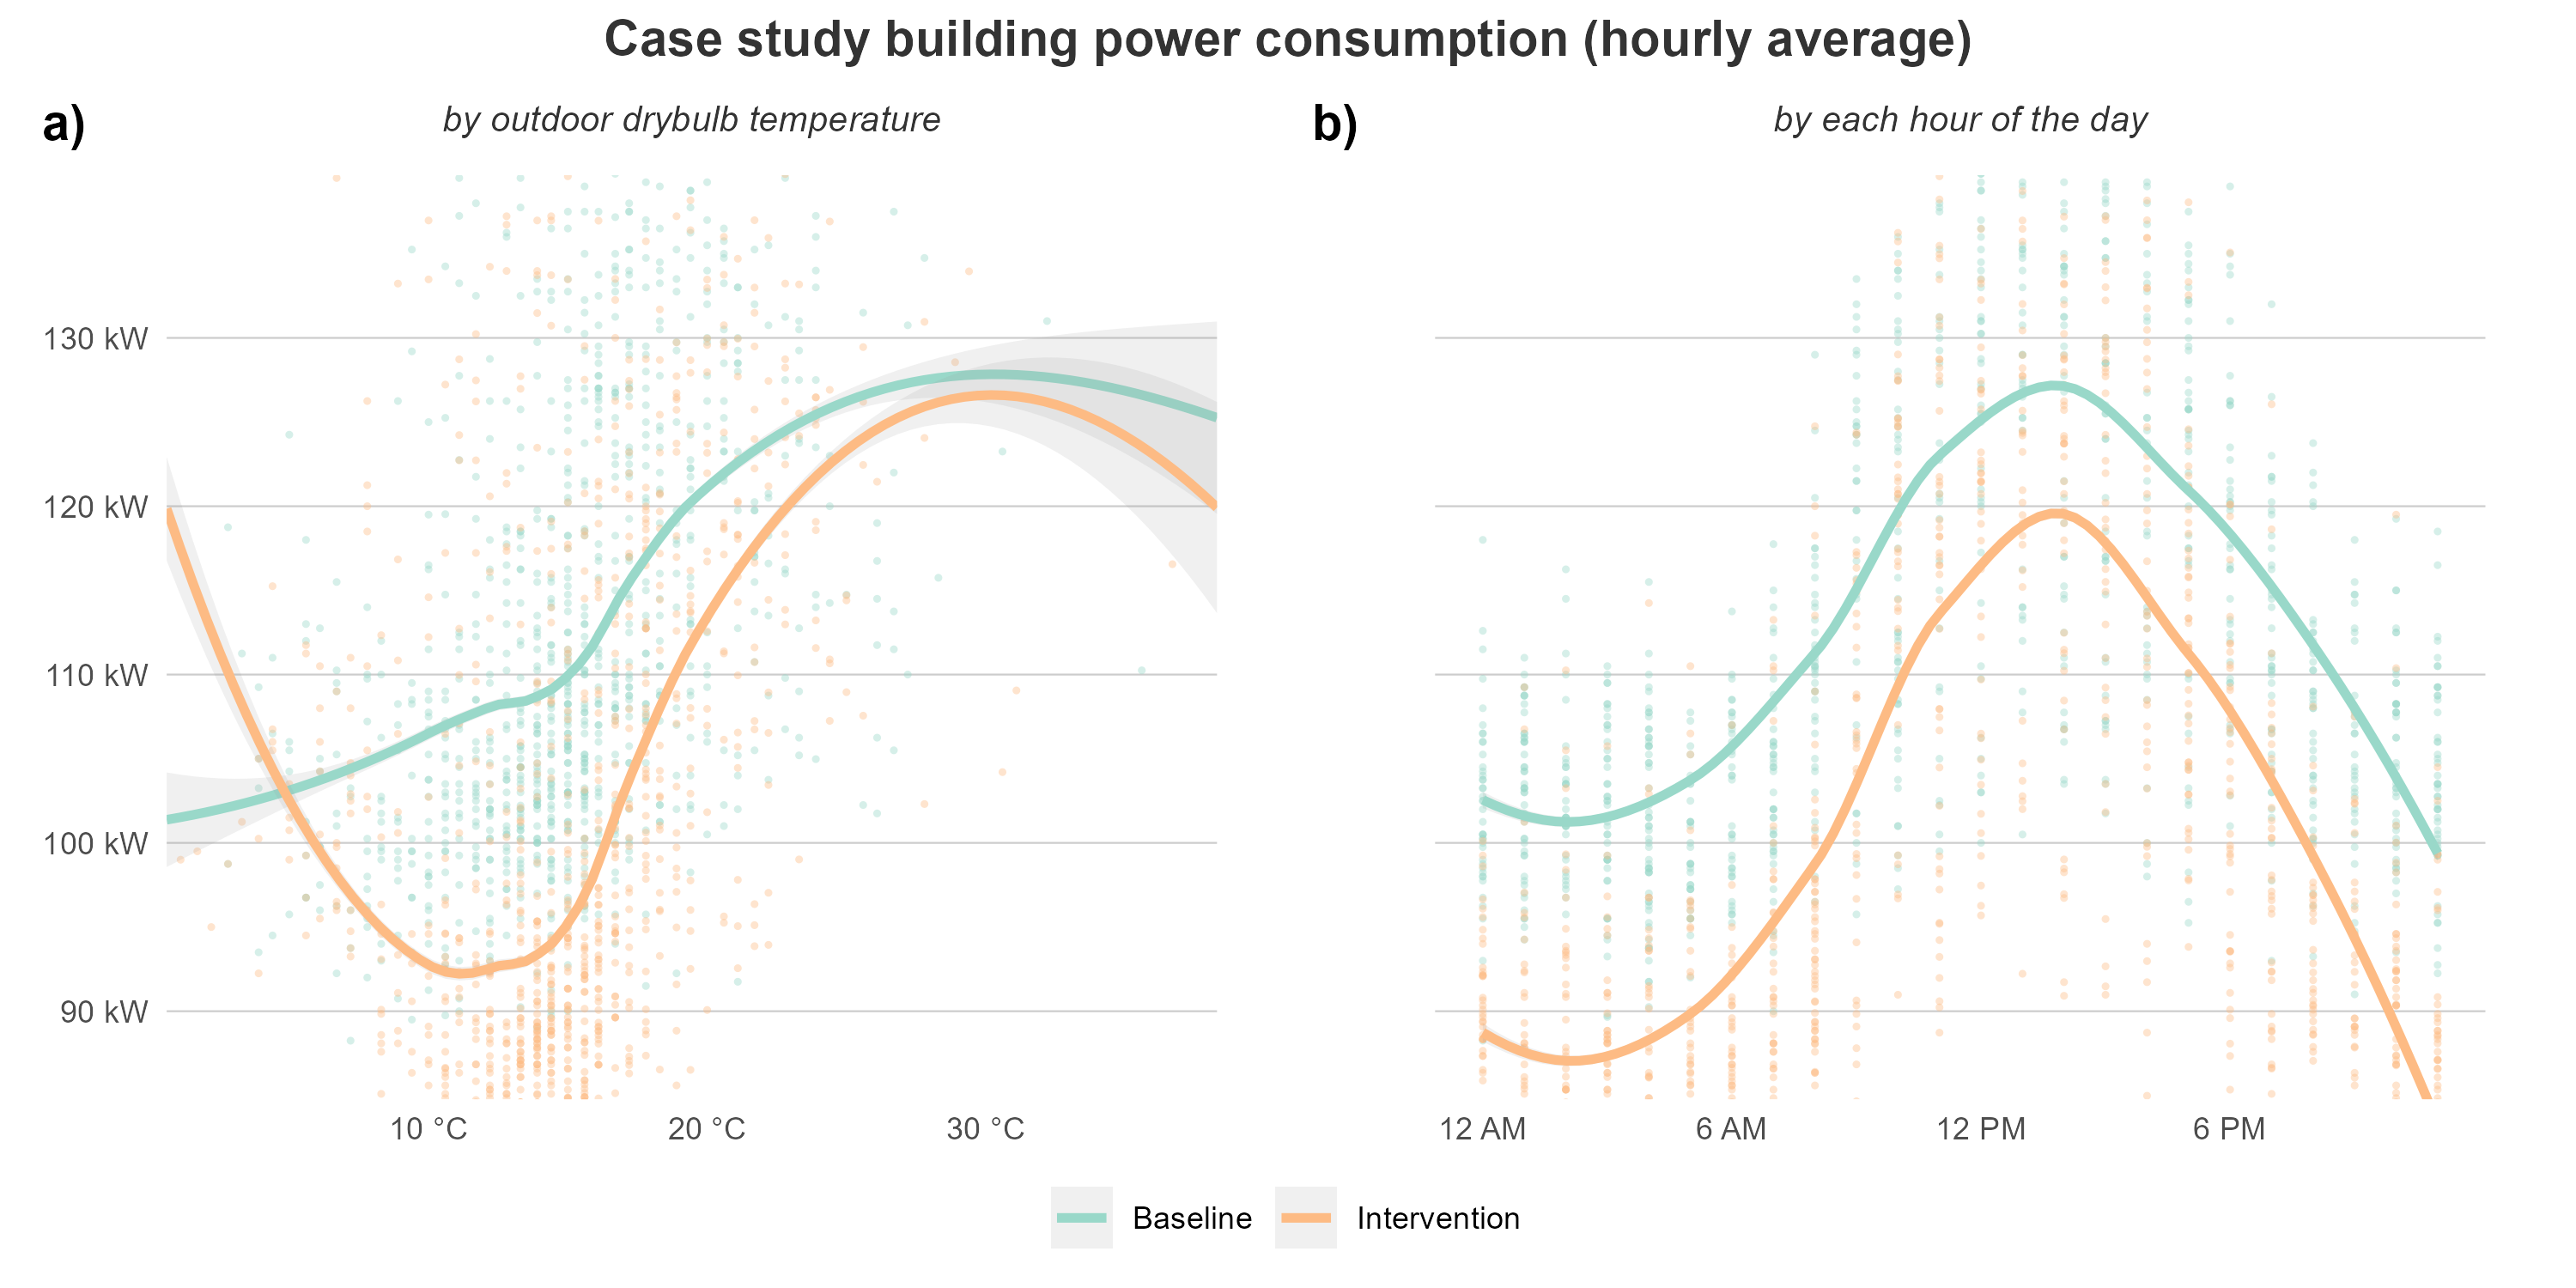 Case study building power consumption (hourly average)
a)
by outdoor drybulb temperature
130 kW
120 kW
110 kW
100 kW
90 kW
10 °C 20 °C 30 °C
b)
by each hour of the day
12 AM 6 AM 12 PM 6 PM
Baseline Intervention